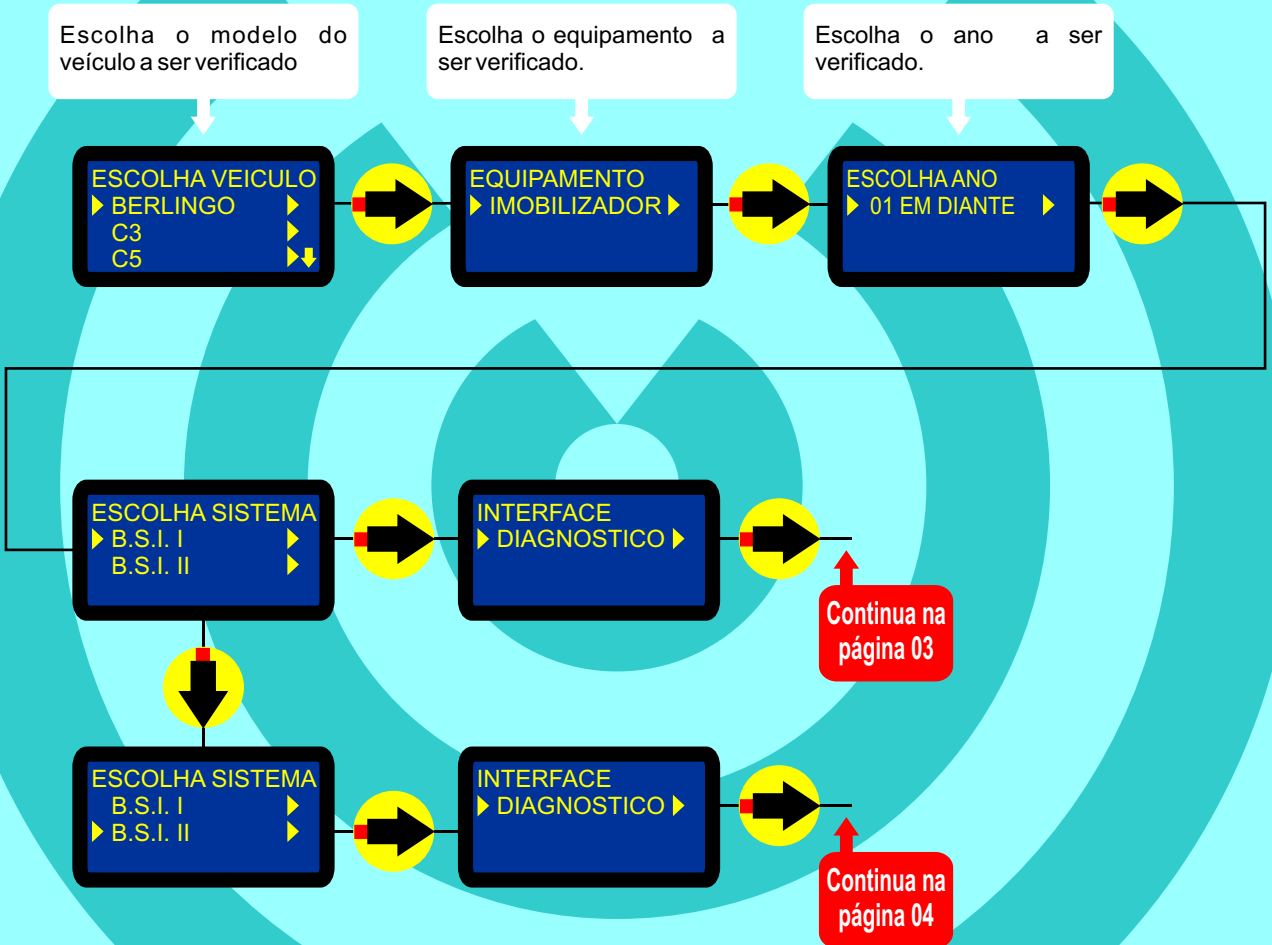 Escolha o modelo do
veículo a ser verificado
Escolha o equipamento a
ser verificado.
Escolha o ano a ser
verificado.
ESCOLHA VEICULO
BERLINGO
C3
C5
EQUIPAMENTO
IMOBILIZADOR
ESCOLHA ANO
01 EM DIANTE
ESCOLHA SISTEMA
B.S.I. I
B.S.I. II
INTERFACE
DIAGNOSTICO
Continua na
página 03
ESCOLHA SISTEMA
B.S.I. I
B.S.I. II
INTERFACE
DIAGNOSTICO
Continua na
página 04